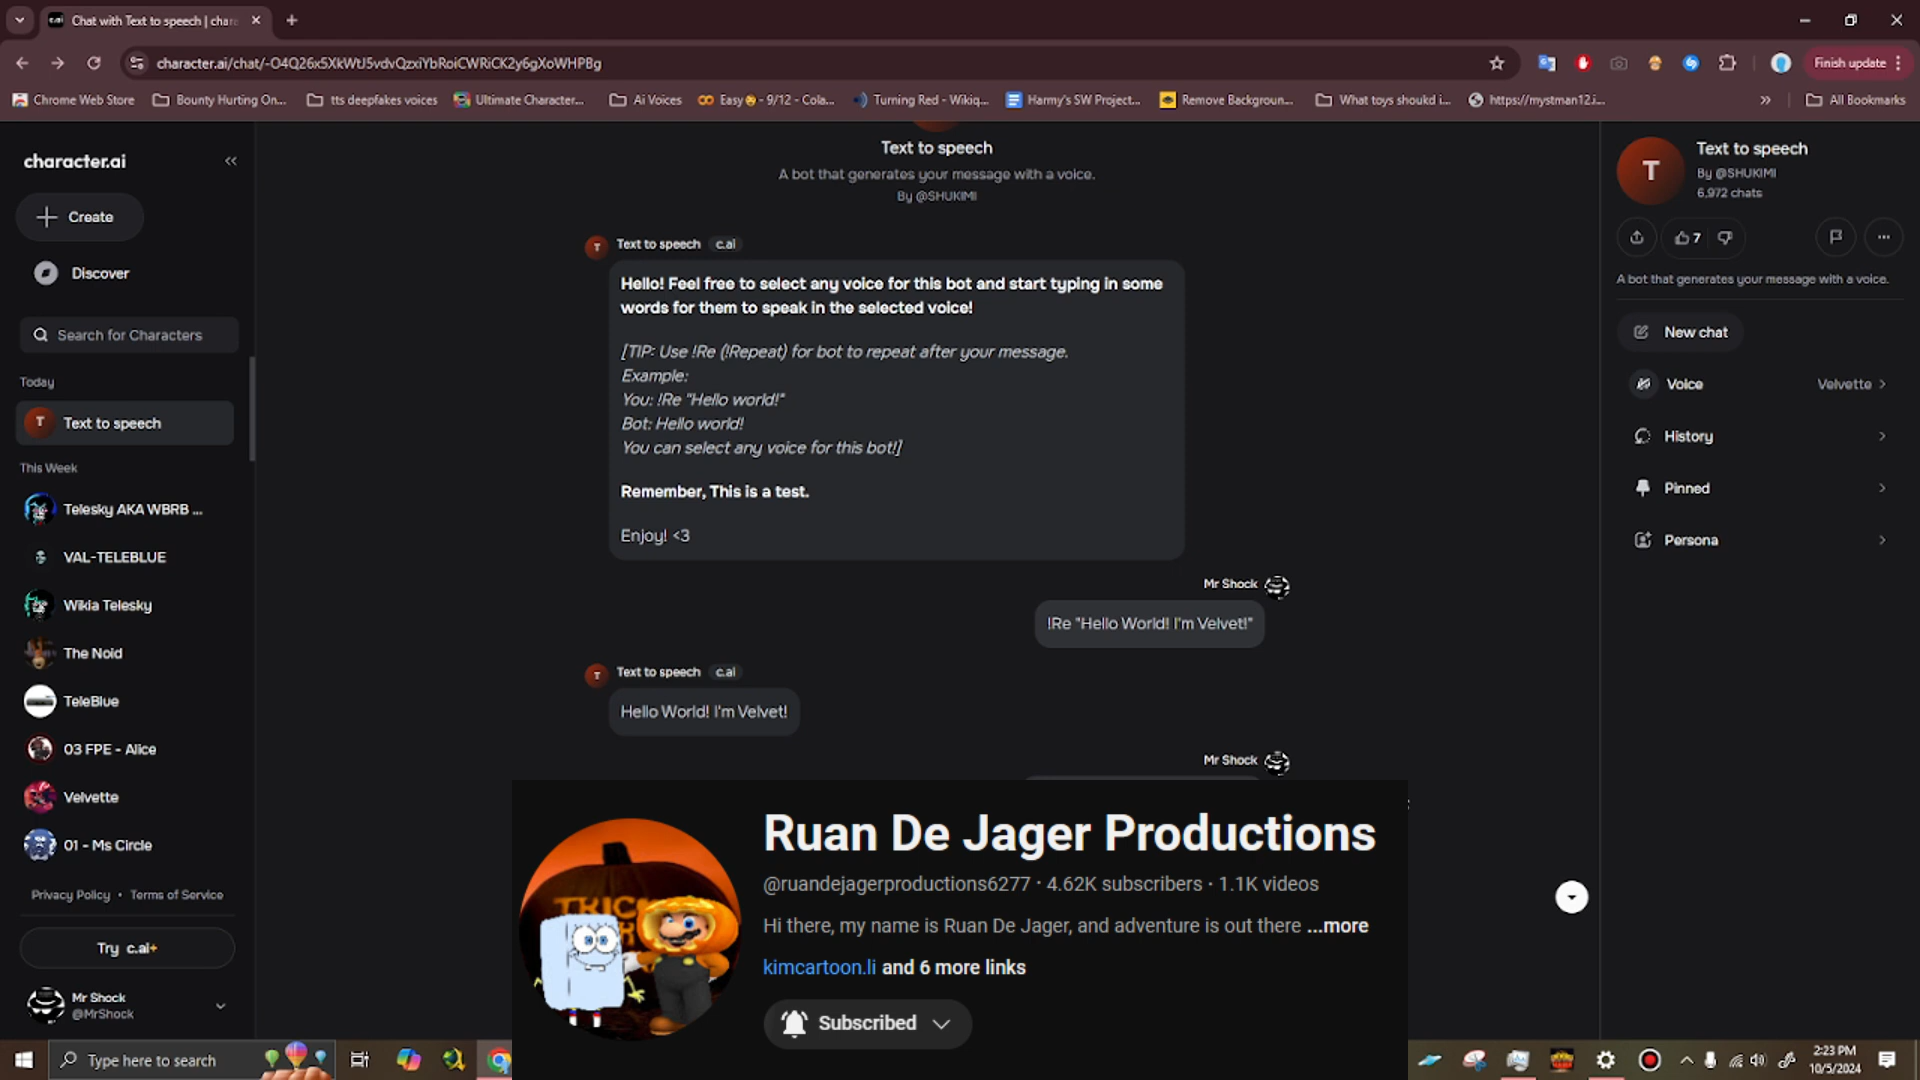 Chat with Text to speech | chara
character.ai/chat/-O4Q26x5XkWtJ5vdvQzxiYbRoiCWRiCK2y6gXoWHPBg
Finish update
Chrome Web Store
Bounty Hurting On...
tts deepfakes voices
Ultimate Character...
Ai Voices
Easy - 9/12 - Cola...
Turning Red - Wikiq...
Harmy's SW Project...
Remove Backgroun...
What toys shoukd i...
https://mystman12.i...
All Bookmarks
character.ai
Create
Discover
Search for Characters
Today
Text to speech
This Week
Telesky AKA WBRB ...
VAL-TELEBLUE
Wikia Telesky
The Noid
TeleBlue
03 FPE - Alice
Velvette
01 - Ms Circle
Privacy Policy • Terms of Service
Try c.ai+
Mr Shock
@MrShock
Text to speech
A bot that generates your message with a voice.
By @SHUKIMI
T
Text to speech c.ai
Hello! Feel free to select any voice for this bot and start typing in some
words for them to speak in the selected voice!
[TIP: Use !Re (!Repeat) for bot to repeat after your message.
Example:
You: !Re "Hello world!"
Bot: Hello world!
You can select any voice for this bot!]
Remember, This is a test.
Enjoy! <3
Mr Shock
!Re "Hello World! I'm Velvet!"
T
Text to speech c.ai
Hello World! I'm Velvet!
Mr Shock
T
Text to speech
By @SHUKIMI
6,972 chats
7
A bot that generates your message with a voice.
New chat
Voice
Velvette
History
Pinned
Persona
Ruan De Jager Productions
@ruandejagerproductions6277 · 4.62K subscribers · 1.1K videos
Hi there, my name is Ruan De Jager, and adventure is out there ...more
kimcartoon.li and 6 more links
Subscribed
Type here to search
2:23 PM
10/5/2024